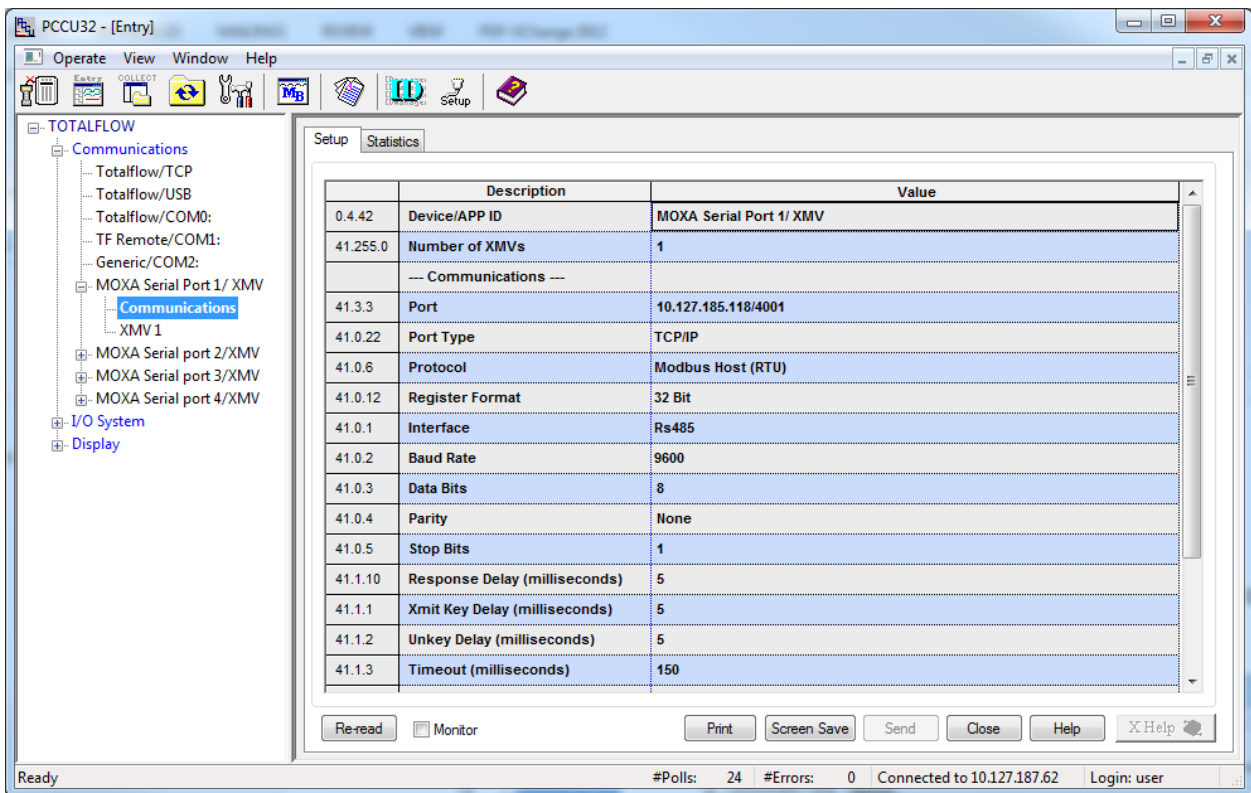 PCCU32 - [Entry]
Operate View Window Help
Entry COLLECT MB ID Manager Setup
TOTALFLOW
Communications
Totalflow/TCP
Totalflow/USB
Totalflow/COM0:
TF Remote/COM1:
Generic/COM2:
MOXA Serial Port 1/ XMV
Communications
XMV 1
MOXA Serial port 2/XMV
MOXA Serial port 3/XMV
MOXA Serial port 4/XMV
I/O System
Display
Setup Statistics
Description Value
0.4.42 Device/APP ID MOXA Serial Port 1/ XMV
41.255.0 Number of XMVs 1
--- Communications ---
41.3.3 Port 10.127.185.118/4001
41.0.22 Port Type TCP/IP
41.0.6 Protocol Modbus Host (RTU)
41.0.12 Register Format 32 Bit
41.0.1 Interface Rs485
41.0.2 Baud Rate 9600
41.0.3 Data Bits 8
41.0.4 Parity None
41.0.5 Stop Bits 1
41.1.10 Response Delay (milliseconds) 5
41.1.1 Xmit Key Delay (milliseconds) 5
41.1.2 Unkey Delay (milliseconds) 5
41.1.3 Timeout (milliseconds) 150
Re-read Monitor Print Screen Save Send Close Help X Help
Ready #Polls: 24 #Errors: 0 Connected to 10.127.187.62 Login: user